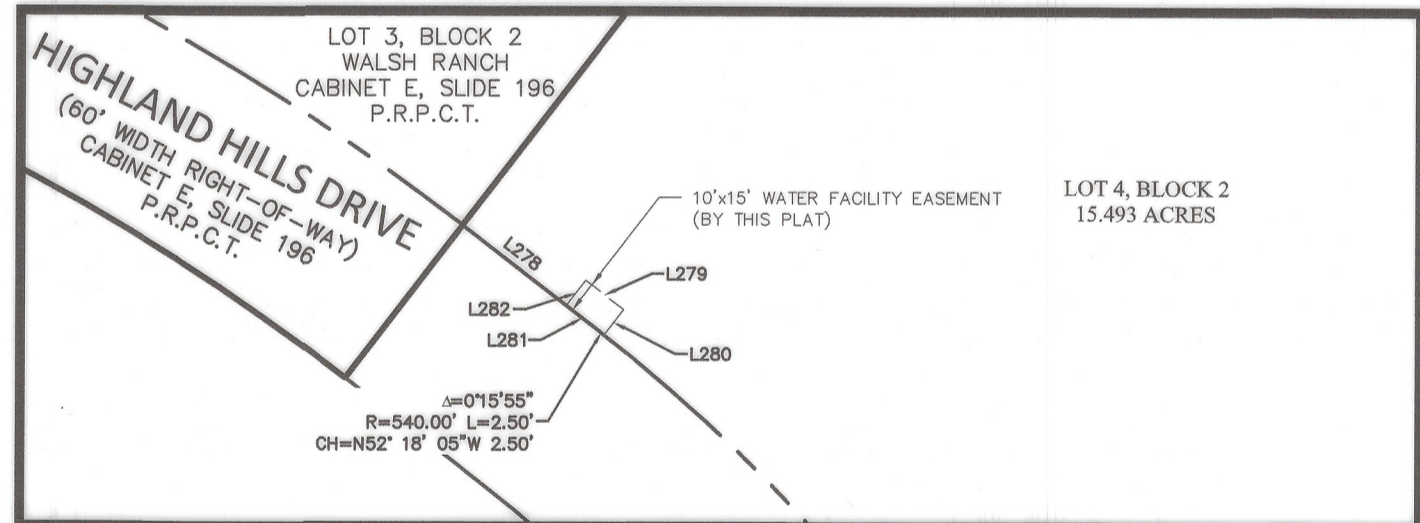 LOT 3, BLOCK 2
WALSH RANCH
CABINET E, SLIDE 196
P.R.P.C.T.
HIGHLAND HILLS DRIVE
(60' WIDTH RIGHT-OF-WAY)
CABINET E, SLIDE 196
P.R.P.C.T.
10'x15' WATER FACILITY EASEMENT
(BY THIS PLAT)
LOT 4, BLOCK 2
15.493 ACRES
L278
L279
L282
L281
L280
Δ=0°15'55"
R=540.00' L=2.50'
CH=N52° 18' 05"W 2.50'